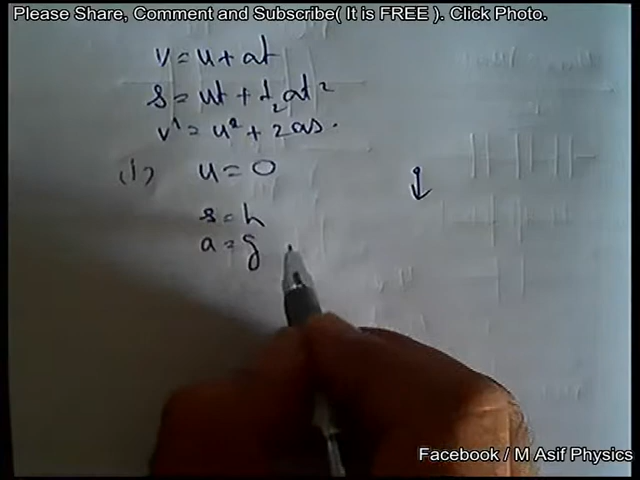 Please Share, Comment and Subscribe( It is FREE ). Click Photo.
v = u + at
s = ut + 1/2 at²
v² = u² + 2as.
(1) u = 0
s = h
a = g
Facebook / M Asif Physics